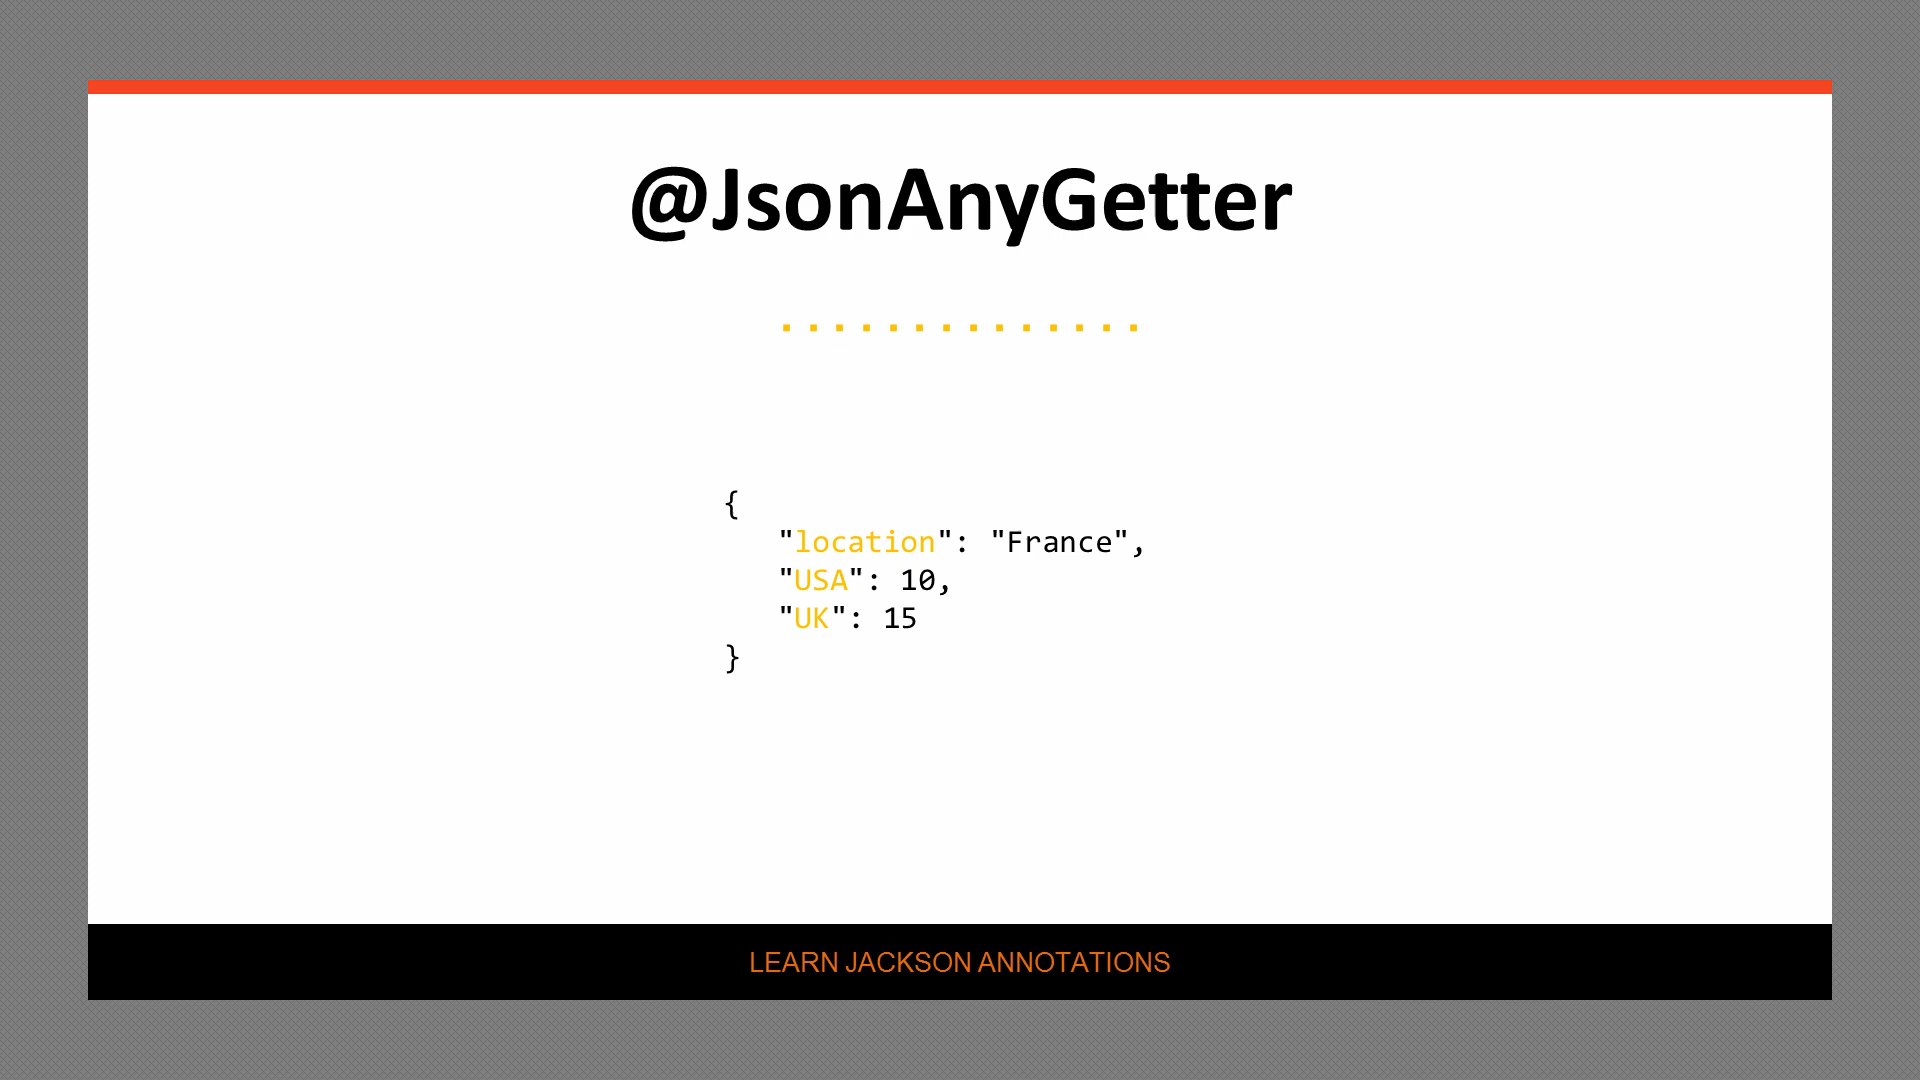 @JsonAnyGetter
{
"location": "France",
"USA": 10,
"UK": 15
}
LEARN JACKSON ANNOTATIONS